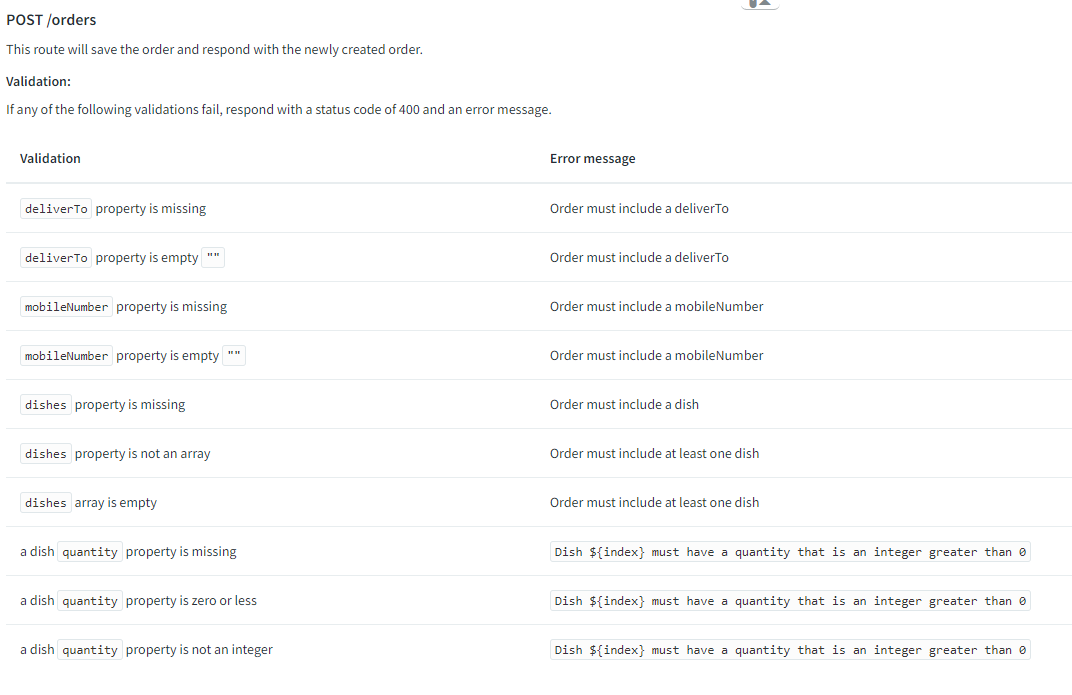 POST /orders
This route will save the order and respond with the newly created order.
Validation:
If any of the following validations fail, respond with a status code of 400 and an error message.
Validation Error message
deliverTo property is missing Order must include a deliverTo
deliverTo property is empty "" Order must include a deliverTo
mobileNumber property is missing Order must include a mobileNumber
mobileNumber property is empty "" Order must include a mobileNumber
dishes property is missing Order must include a dish
dishes property is not an array Order must include at least one dish
dishes array is empty Order must include at least one dish
a dish quantity property is missing Dish ${index} must have a quantity that is an integer greater than 0
a dish quantity property is zero or less Dish ${index} must have a quantity that is an integer greater than 0
a dish quantity property is not an integer Dish ${index} must have a quantity that is an integer greater than 0